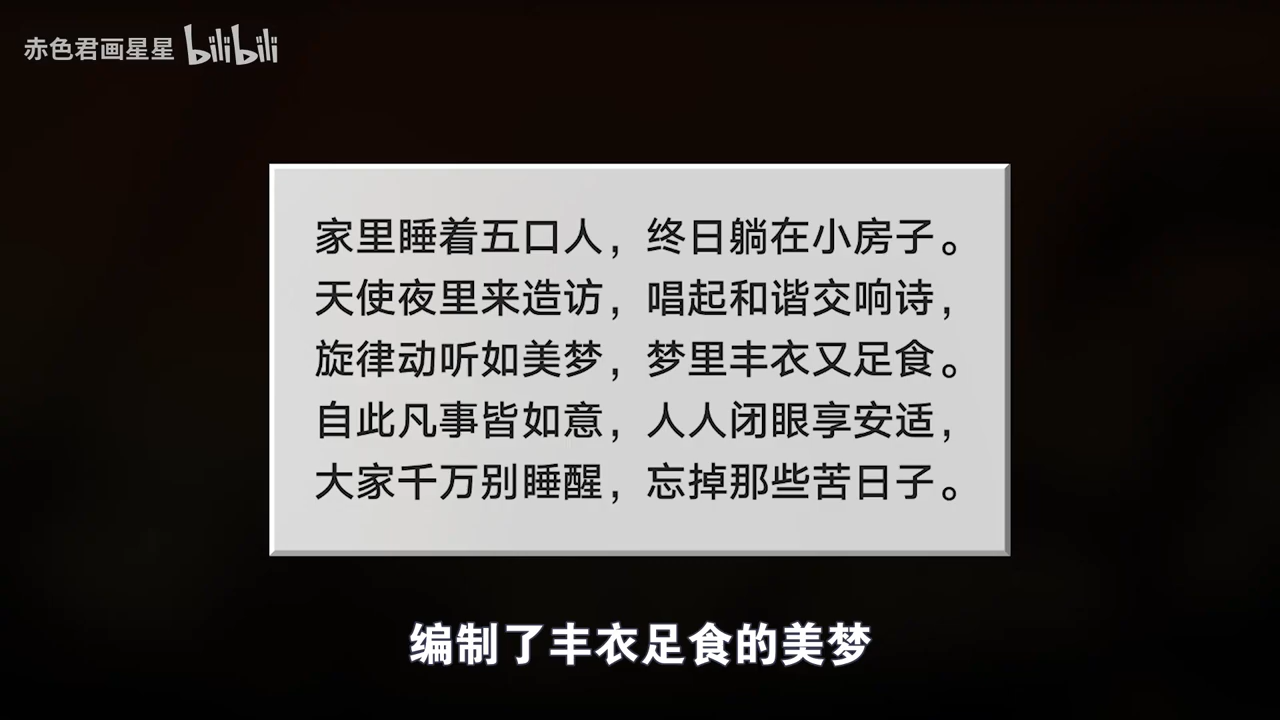 赤色君画星星 bilibili
家里睡着五口人，终日躺在小房子。
天使夜里来造访，唱起和谐交响诗，
旋律动听如美梦，梦里丰衣又足食。
自此凡事皆如意，人人闭眼享安适，
大家千万别睡醒，忘掉那些苦日子。
编制了丰衣足食的美梦